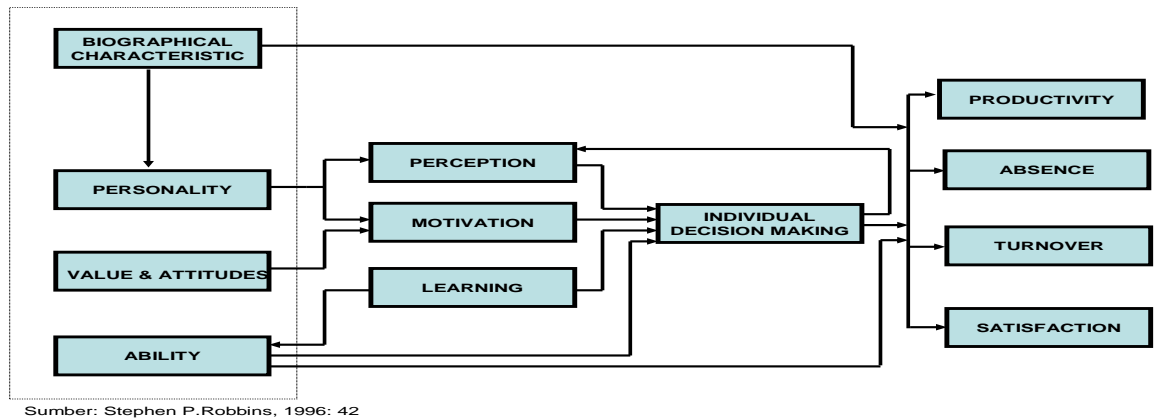 BIOGRAPHICAL
CHARACTERISTIC
PRODUCTIVITY
PERCEPTION
ABSENCE
PERSONALITY
MOTIVATION
INDIVIDUAL
DECISION MAKING
TURNOVER
VALUE & ATTITUDES
LEARNING
SATISFACTION
ABILITY
Sumber: Stephen P.Robbins, 1996: 42